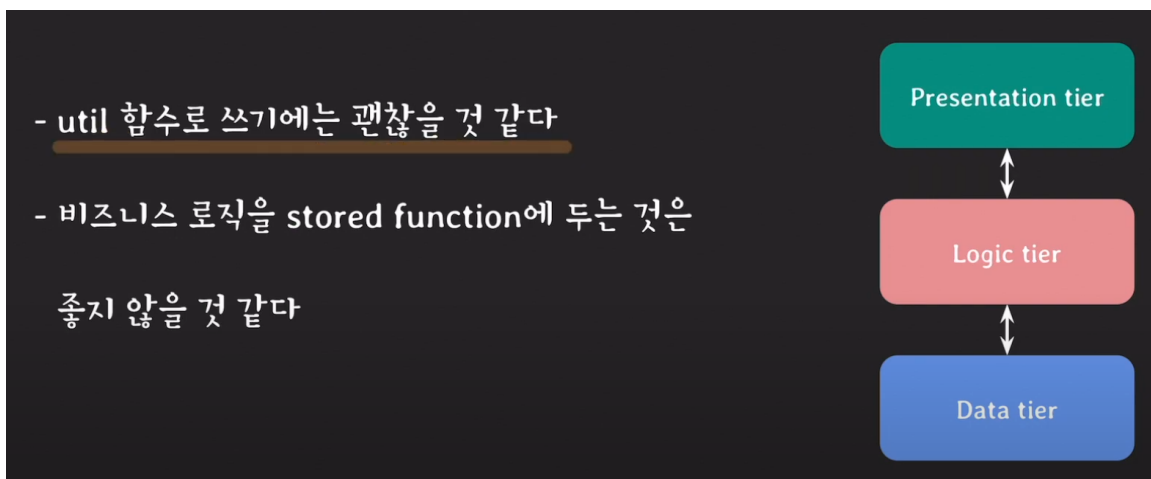 - util 함수로 쓰기에는 괜찮을 것 같다
- 비즈니스 로직을 stored function에 두는 것은
좋지 않을 것 같다
Presentation tier
Logic tier
Data tier